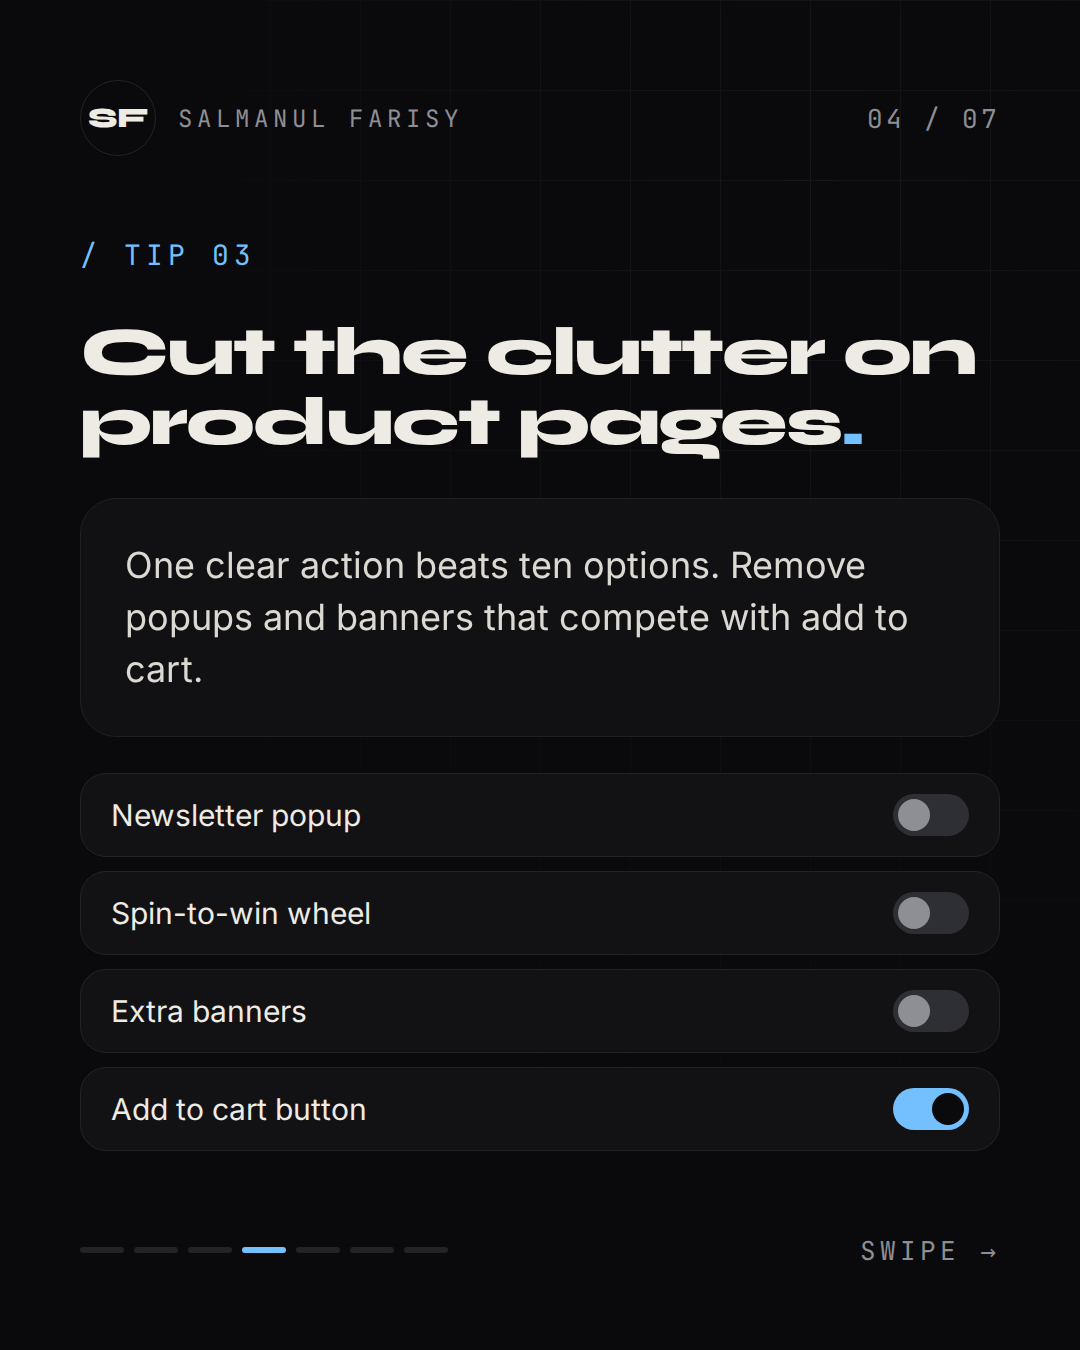 SF SALMANUL FARISY 04 / 07
/ TIP 03
Cut the clutter on
product pages.
One clear action beats ten options. Remove
popups and banners that compete with add to
cart.
Newsletter popup
Spin-to-win wheel
Extra banners
Add to cart button
SWIPE →